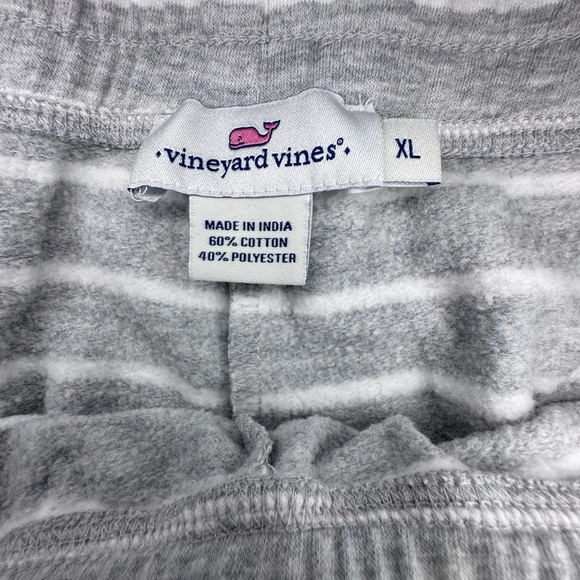 vineyard vines®
XL
MADE IN INDIA
60% COTTON
40% POLYESTER